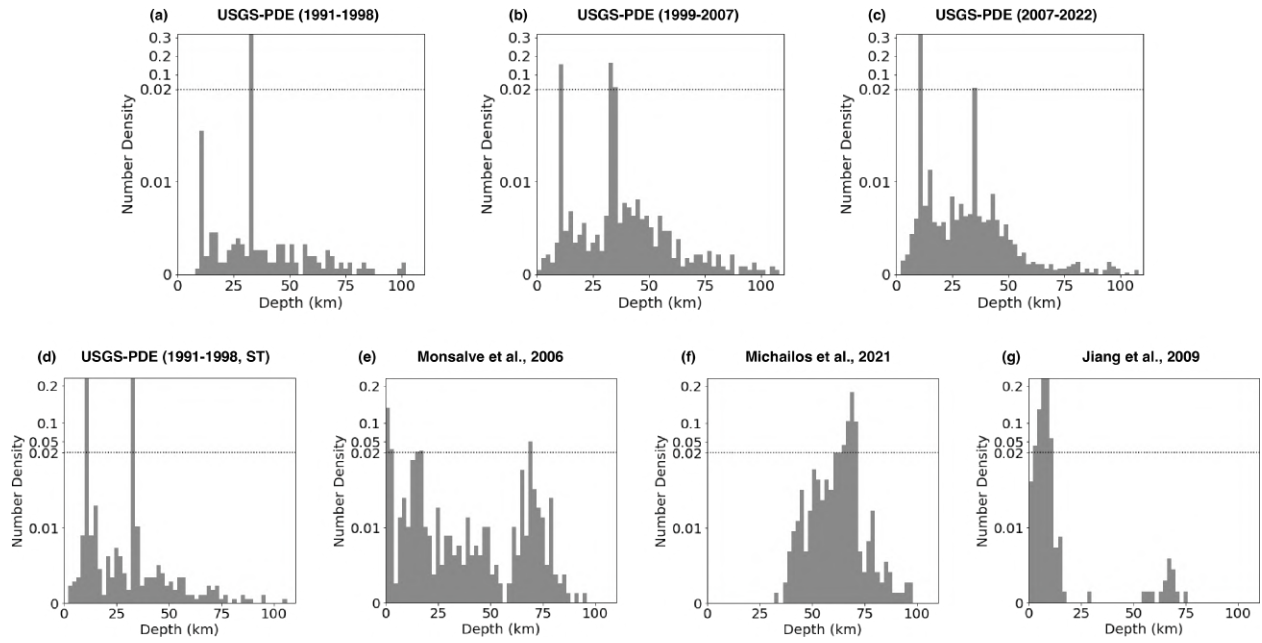 (a) USGS-PDE (1991-1998)
0.3
0.2
0.1
0.02
0.01
0
Number Density
0 25 50 75 100
Depth (km)
(b) USGS-PDE (1999-2007)
0.3
0.2
0.1
0.02
0.01
0
Number Density
0 25 50 75 100
Depth (km)
(c) USGS-PDE (2007-2022)
0.3
0.2
0.1
0.02
0.01
0
Number Density
0 25 50 75 100
Depth (km)
(d) USGS-PDE (1991-1998, ST)
0.2
0.1
0.05
0.02
0.01
0
Number Density
0 25 50 75 100
Depth (km)
(e) Monsalve et al., 2006
0.2
0.1
0.05
0.02
0.01
0
Number Density
0 25 50 75 100
Depth (km)
(f) Michailos et al., 2021
0.2
0.1
0.05
0.02
0.01
0
Number Density
0 25 50 75 100
Depth (km)
(g) Jiang et al., 2009
0.2
0.1
0.05
0.02
0.01
0
Number Density
0 25 50 75 100
Depth (km)